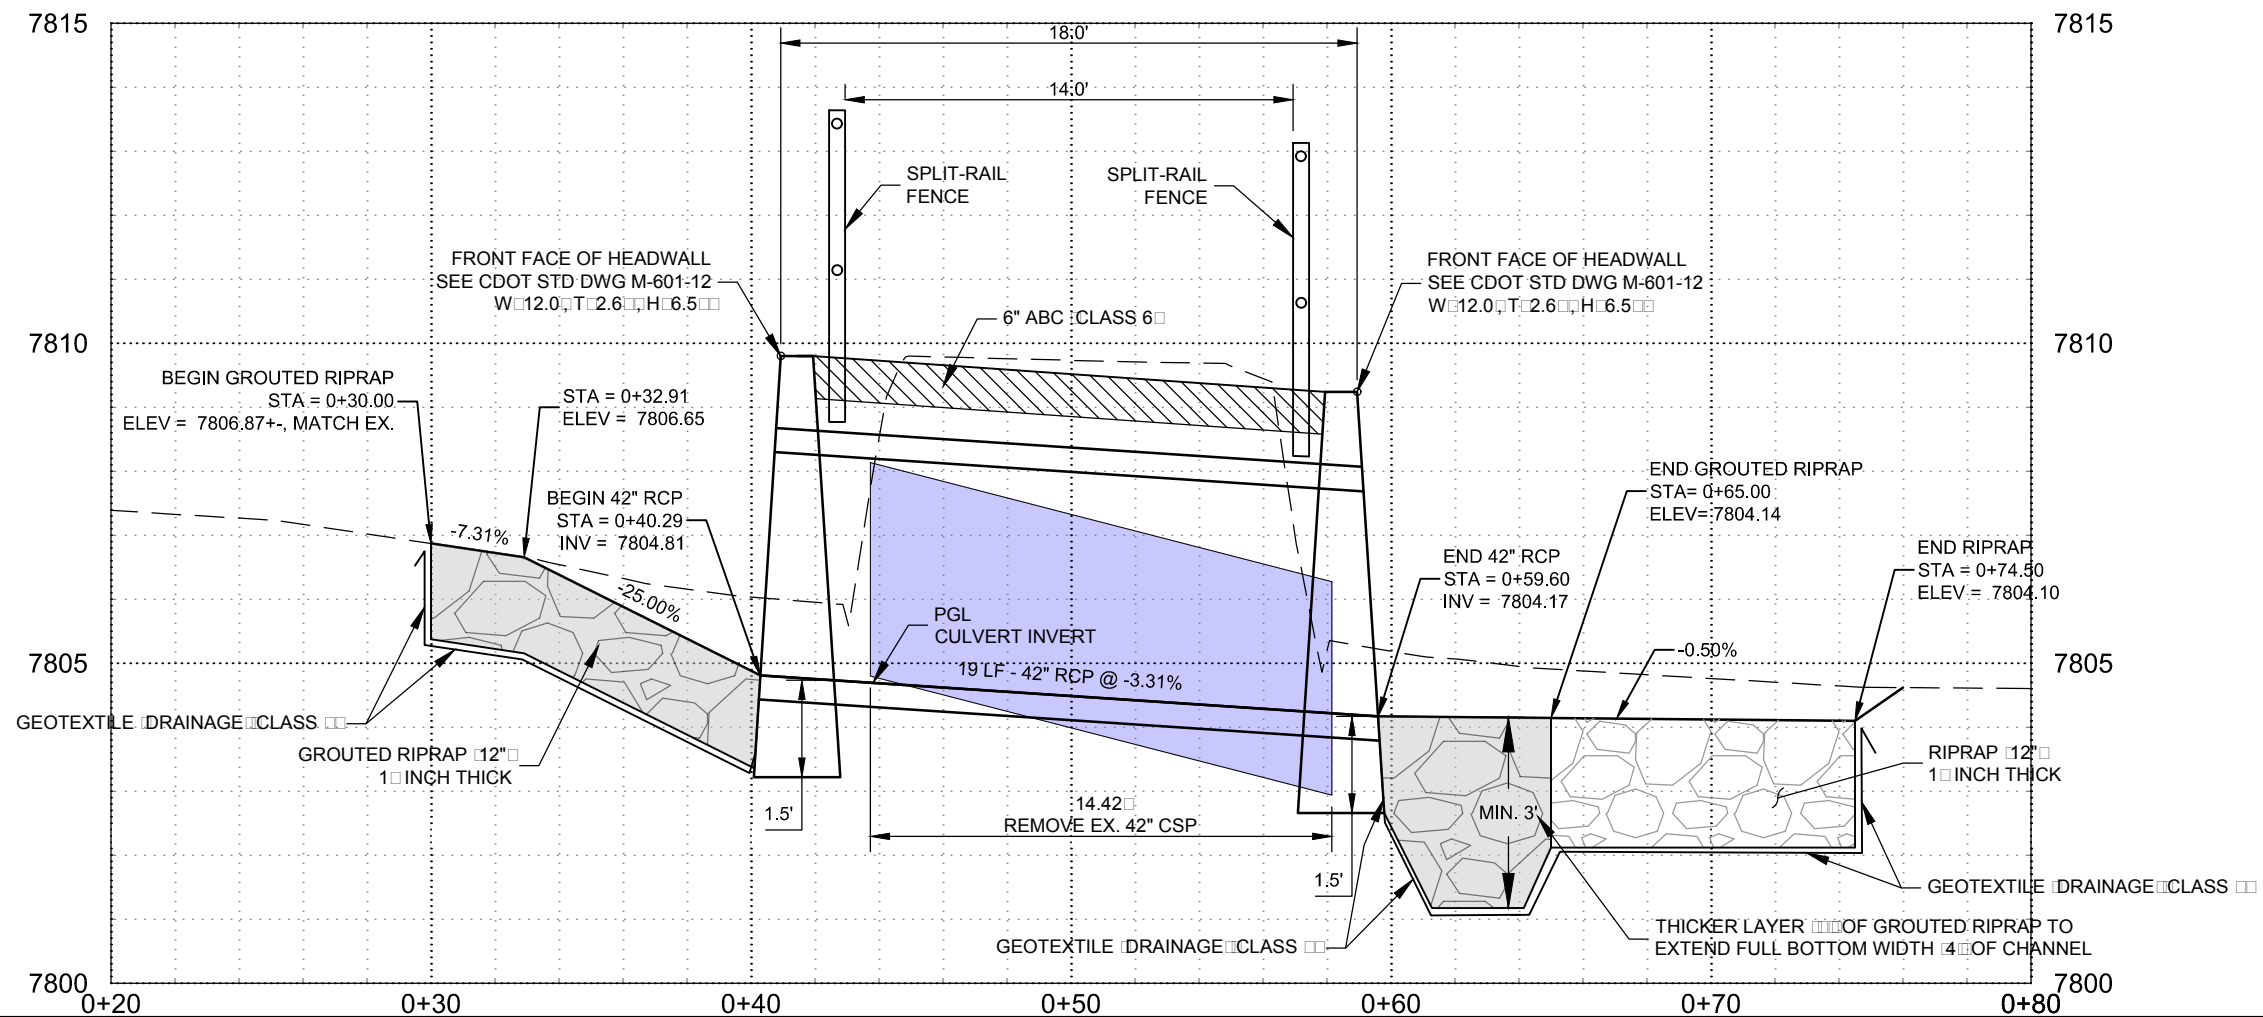 7815
7815
18.0'
14.0'
SPLIT-RAIL
FENCE
SPLIT-RAIL
FENCE
FRONT FACE OF HEADWALL
SEE CDOT STD DWG M-601-12
W□12.0□,T□2.6□□,H□6.5□□
FRONT FACE OF HEADWALL
SEE CDOT STD DWG M-601-12
W□12.0□,T□2.6□□,H□6.5□□
6" ABC □CLASS 6□
7810
7810
BEGIN GROUTED RIPRAP
STA = 0+30.00
ELEV = 7806.87+-, MATCH EX.
STA = 0+32.91
ELEV = 7806.65
BEGIN 42" RCP
STA = 0+40.29
INV = 7804.81
END GROUTED RIPRAP
STA= 0+65.00
ELEV= 7804.14
END 42" RCP
STA = 0+59.60
INV = 7804.17
END RIPRAP
STA = 0+74.50
ELEV = 7804.10
-7.31%
-25.00%
PGL
CULVERT INVERT
19 LF - 42" RCP @ -3.31%
-0.50%
7805
7805
GEOTEXTILE □DRAINAGE□□CLASS □□
GROUTED RIPRAP □12"□
1□ INCH THICK
1.5'
14.42□
REMOVE EX. 42" CSP
MIN. 3'
RIPRAP □12"□
1□ INCH THICK
1.5'
GEOTEXTILE □DRAINAGE□□CLASS □□
GEOTEXTILE □DRAINAGE□□CLASS □□
THICKER LAYER □□□□OF GROUTED RIPRAP TO
EXTEND FULL BOTTOM WIDTH □4□□OF CHANNEL
7800
7800
0+20
0+30
0+40
0+50
0+60
0+70
0+80